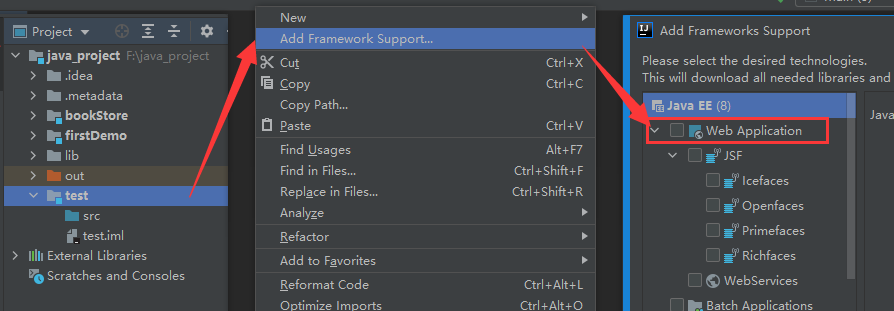 Project
java_project F:\java_project
.idea
.metadata
bookStore
firstDemo
lib
out
test
src
test.iml
External Libraries
Scratches and Consoles
New
Add Framework Support...
Cut Ctrl+X
Copy Ctrl+C
Copy Path...
Paste Ctrl+V
Find Usages Alt+F7
Find in Files... Ctrl+Shift+F
Replace in Files... Ctrl+Shift+R
Analyze
Refactor
Add to Favorites
Reformat Code Ctrl+Alt+L
Optimize Imports Ctrl+Alt+O
Add Frameworks Support
Please select the desired technologies.
This will download all needed libraries and
Java EE (8)
Web Application
JSF
Icefaces
Openfaces
Primefaces
Richfaces
WebServices
Batch Applications
Java